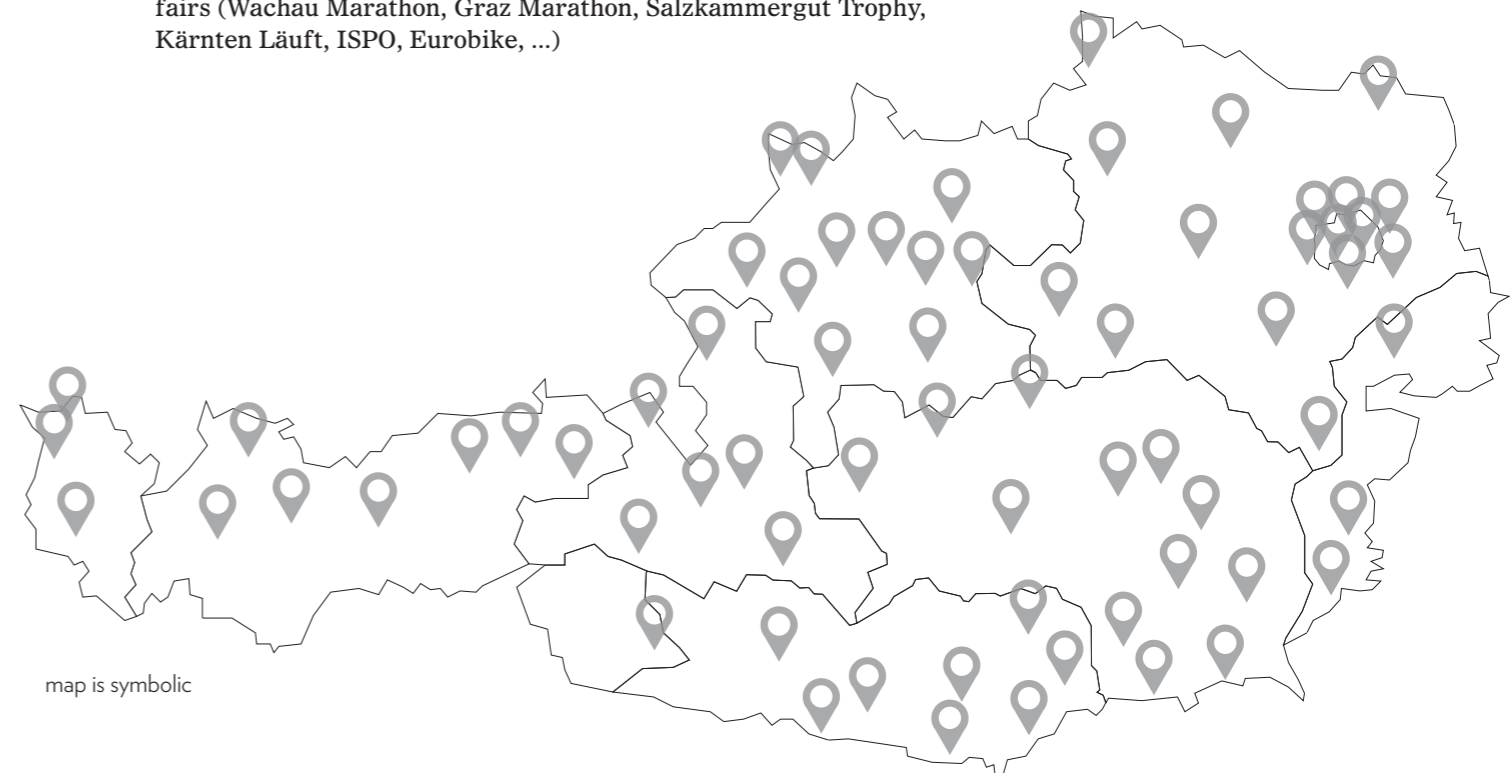 fairs (Wachau Marathon, Graz Marathon, Salzkammergut Trophy,
Kärnten Läuft, ISPO, Eurobike, ...)
map is symbolic